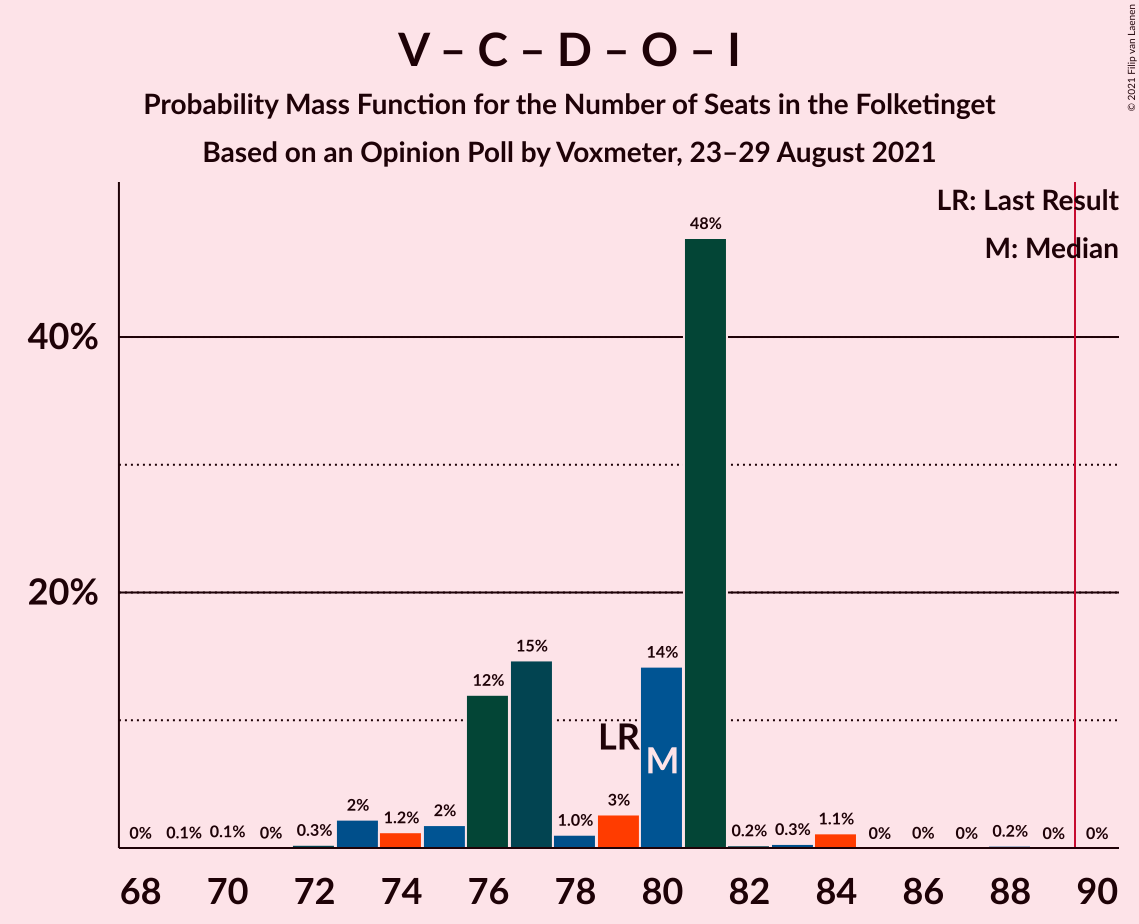 V – C – D – O – I
Probability Mass Function for the Number of Seats in the Folketinget
Based on an Opinion Poll by Voxmeter, 23–29 August 2021
© 2021 Filip van Laenen
LR: Last Result
M: Median
48%
40%
20%
15%
14%
12%
LR
M
0% 0.1% 0.1% 0% 0.3% 2% 1.2% 2% 1.0% 3% 0.2% 0.3% 1.1% 0% 0% 0% 0.2% 0% 0%
68 70 72 74 76 78 80 82 84 86 88 90